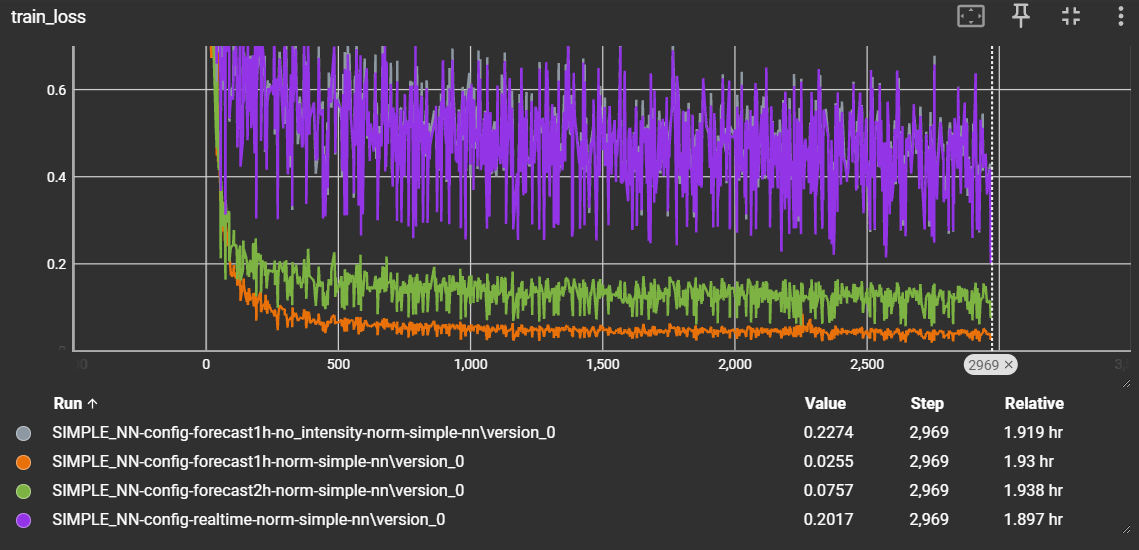 train_loss
0.6
0.4
0.2
0
0 500 1,000 1,500 2,000 2,500 2969 ×
Run ↑ Value Step Relative
SIMPLE_NN-config-forecast1h-no_intensity-norm-simple-nn\version_0 0.2274 2,969 1.919 hr
SIMPLE_NN-config-forecast1h-norm-simple-nn\version_0 0.0255 2,969 1.93 hr
SIMPLE_NN-config-forecast2h-norm-simple-nn\version_0 0.0757 2,969 1.938 hr
SIMPLE_NN-config-realtime-norm-simple-nn\version_0 0.2017 2,969 1.897 hr